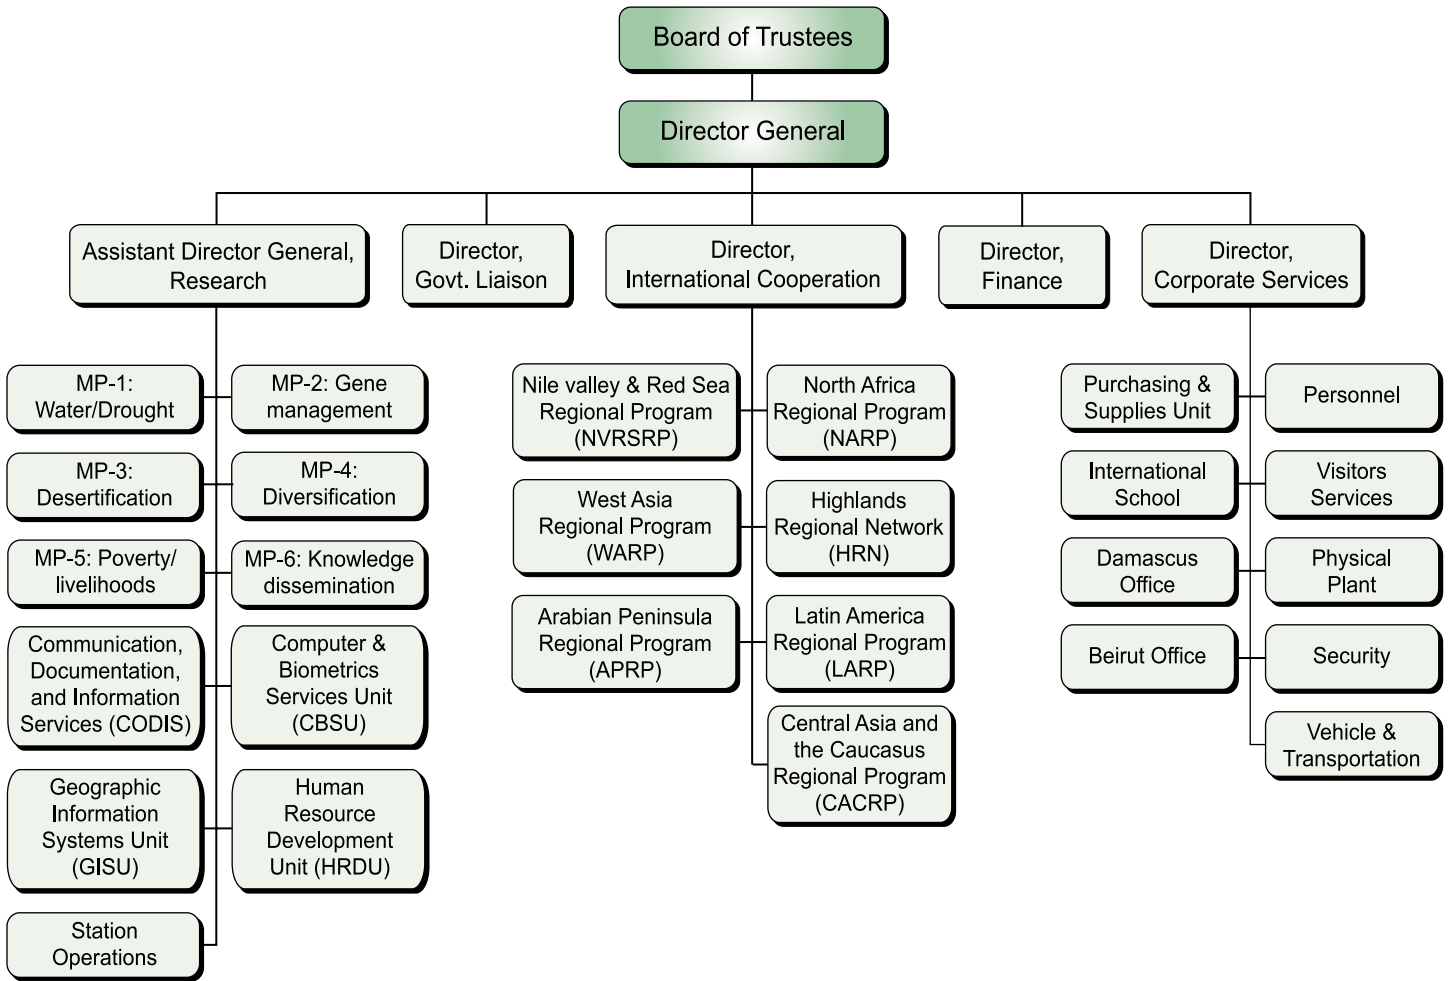 Board of Trustees
Director General
Assistant Director General,
Research
Director,
Govt. Liaison
Director,
International Cooperation
Director,
Finance
Director,
Corporate Services
MP-1:
Water/Drought
MP-2: Gene
management
MP-3:
Desertification
MP-4:
Diversification
MP-5: Poverty/
livelihoods
MP-6: Knowledge
dissemination
Communication,
Documentation,
and Information
Services (CODIS)
Computer &
Biometrics
Services Unit
(CBSU)
Geographic
Information
Systems Unit
(GISU)
Human
Resource
Development
Unit (HRDU)
Station
Operations
Nile valley & Red Sea
Regional Program
(NVRSRP)
North Africa
Regional Program
(NARP)
West Asia
Regional Program
(WARP)
Highlands
Regional Network
(HRN)
Arabian Peninsula
Regional Program
(APRP)
Latin America
Regional Program
(LARP)
Central Asia and
the Caucasus
Regional Program
(CACRP)
Purchasing &
Supplies Unit
Personnel
International
School
Visitors
Services
Damascus
Office
Physical
Plant
Beirut Office
Security
Vehicle &
Transportation